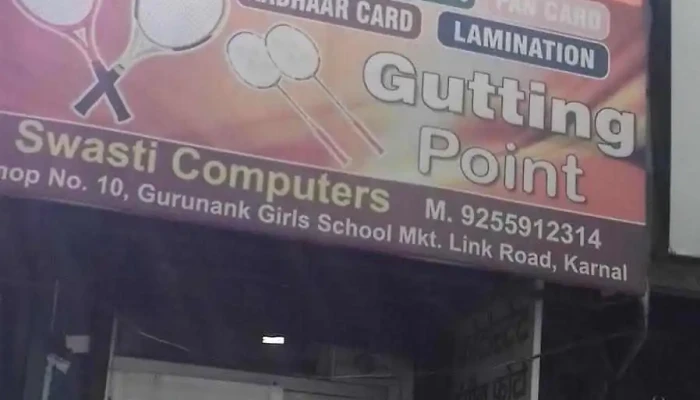 AADHAAR CARD
PAN CARD
LAMINATION
Gutting
Point
Swasti Computers
M. 9255912314
hop No. 10, Gurunank Girls School Mkt. Link Road, Karnal